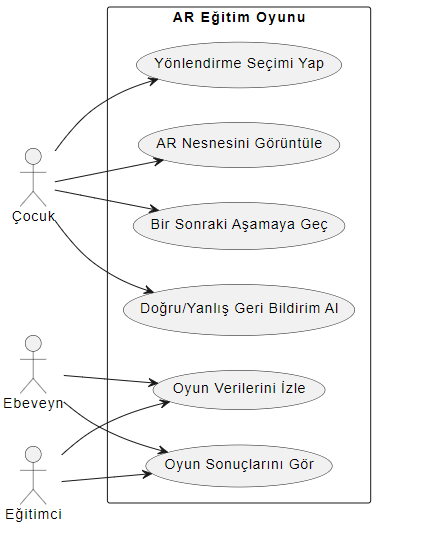 AR Eğitim Oyunu
Yönlendirme Seçimi Yap
AR Nesnesini Görüntüle
Çocuk
Bir Sonraki Aşamaya Geç
Doğru/Yanlış Geri Bildirim Al
Ebeveyn
Oyun Verilerini İzle
Oyun Sonuçlarını Gör
Eğitimci